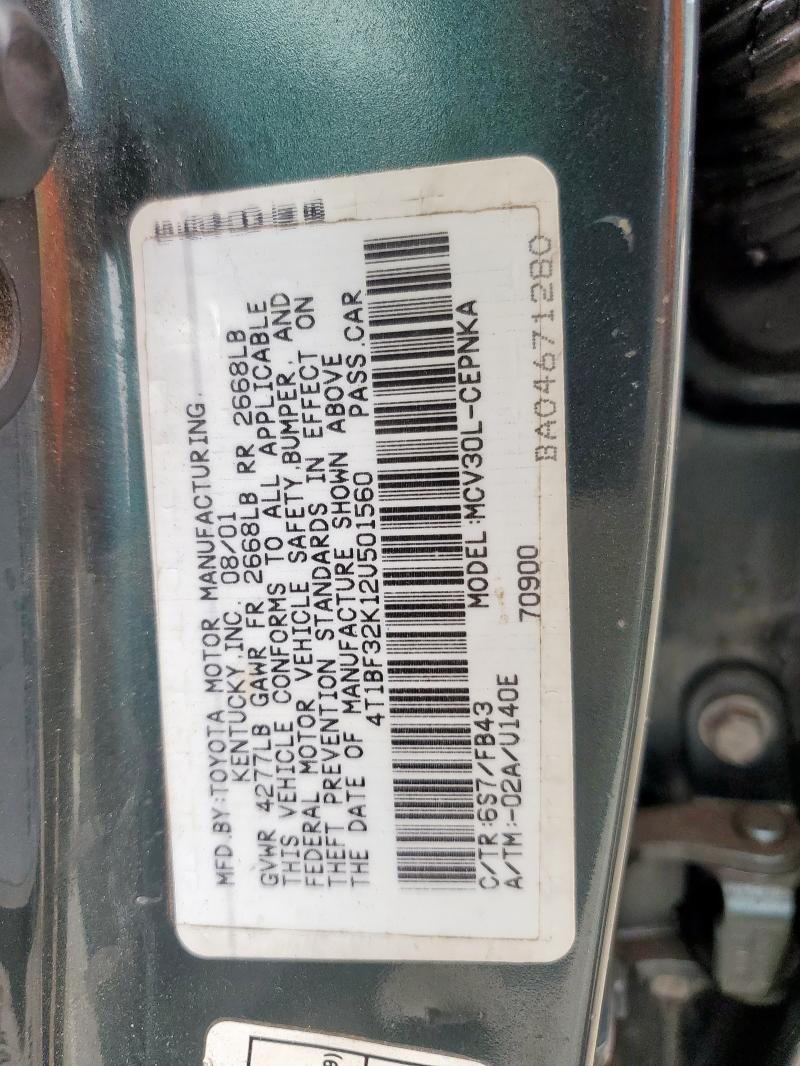 MFD.BY:TOYOTA MOTOR MANUFACTURING.
KENTUCKY,INC. 08/01
GVWR 4277LB GAWR FR 2668LB RR 2668LB
THIS VEHICLE CONFORMS TO ALL APPLICABLE
FEDERAL MOTOR VEHICLE SAFETY,BUMPER, AND
THEFT PREVENTION STANDARDS IN EFFECT ON
THE DATE OF MANUFACTURE SHOWN ABOVE
4T1BF32K12U501560 PASS.CAR
C/TR:6S7/FB43 MODEL:MCV30L-CEPNKA
A/TM:-02A/U140E
70900
BA04671280
9)